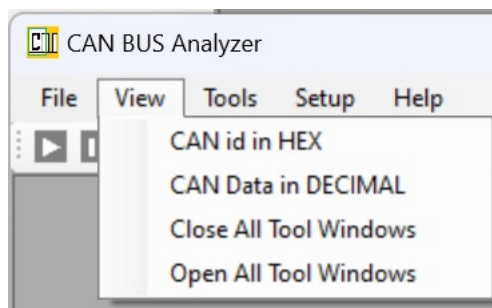 CAN BUS Analyzer
File View Tools Setup Help
CAN id in HEX
CAN Data in DECIMAL
Close All Tool Windows
Open All Tool Windows